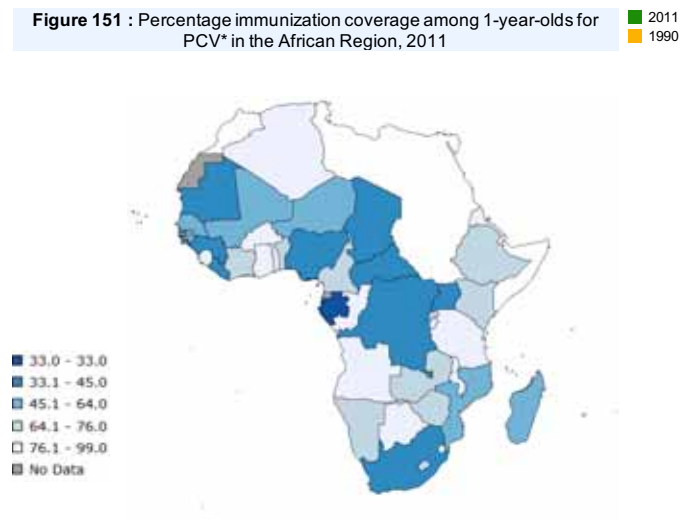 Figure 151 : Percentage immunization coverage among 1-year-olds for
PCV* in the African Region, 2011
2011
1990
33.0 - 33.0
33.1 - 45.0
45.1 - 64.0
64.1 - 76.0
76.1 - 99.0
No Data